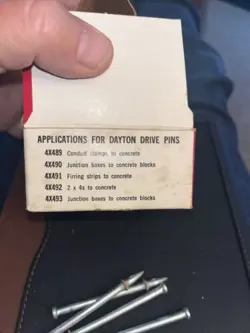 APPLICATIONS FOR DAYTON DRIVE PINS
4X489 Conduit clamps to concrete
4X490 Junction boxes to concrete blocks
4X491 Firring strips to concrete
4X492 2 x 4s to concrete
4X493 Junction boxes to concrete blocks